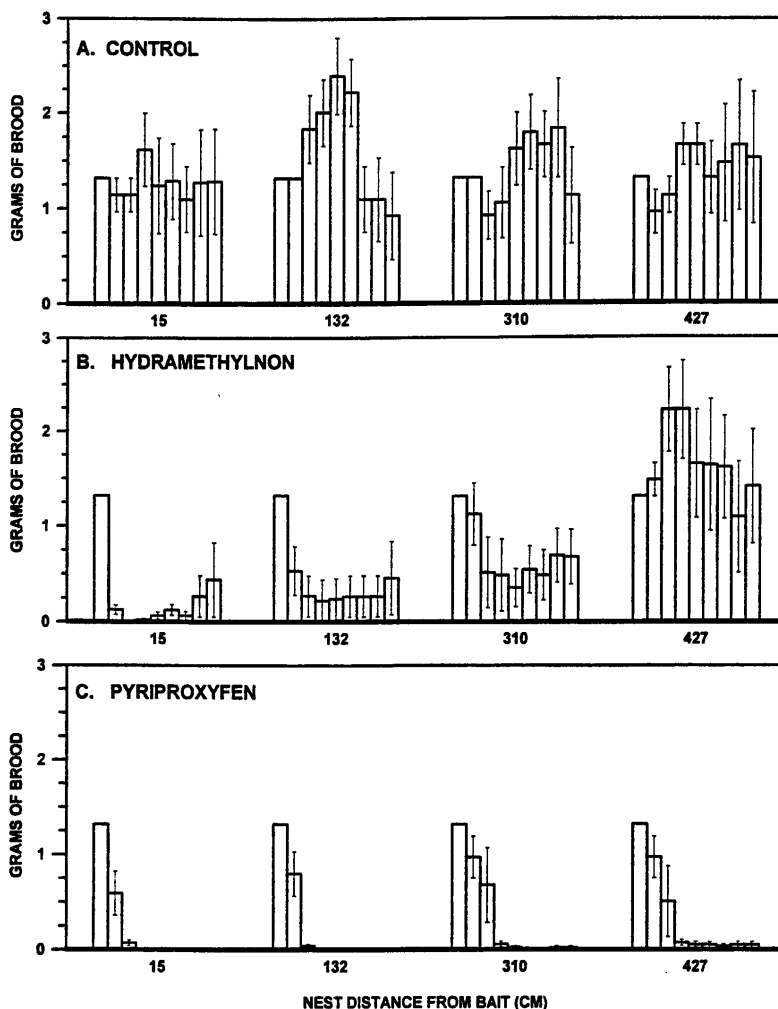 A. CONTROL
GRAMS OF BROOD
3
2
1
0
15 132 310 427
B. HYDRAMETHYLNON
GRAMS OF BROOD
3
2
1
0
15 132 310 427
C. PYRIPROXYFEN
GRAMS OF BROOD
3
2
1
0
15 132 310 427
NEST DISTANCE FROM BAIT (CM)